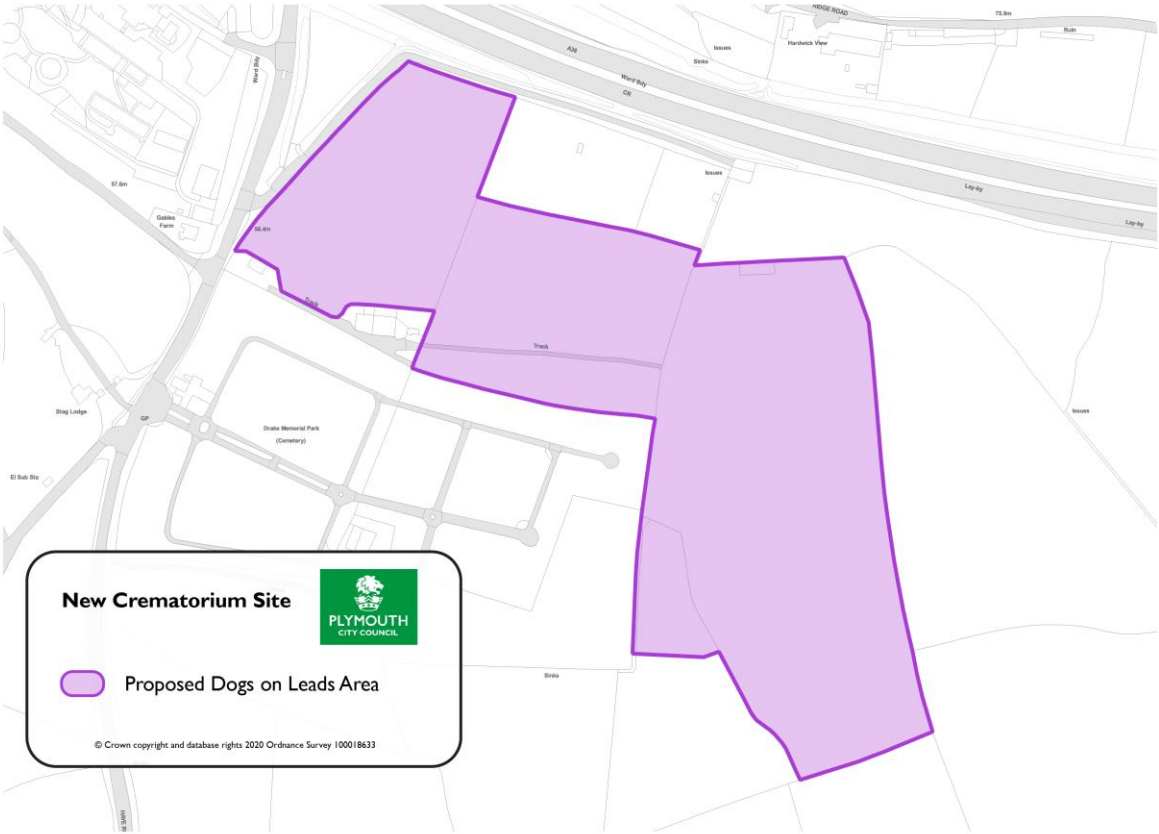 RIDGE ROAD
75.9m
Ruin
Hardwick View
Issues
Sinks
A38
Ward Bdy
CR
Ward Bdy
Issues
Lay-by
Lay-by
57.6m
Gables
Farm
56.4m
Track
Track
Issues
Stag Lodge
GP
Drake Memorial Park
(Cemetery)
El Sub Sta
Sinks
New Crematorium Site
PLYMOUTH
CITY COUNCIL
Proposed Dogs on Leads Area
© Crown copyright and database rights 2020 Ordnance Survey 100018633